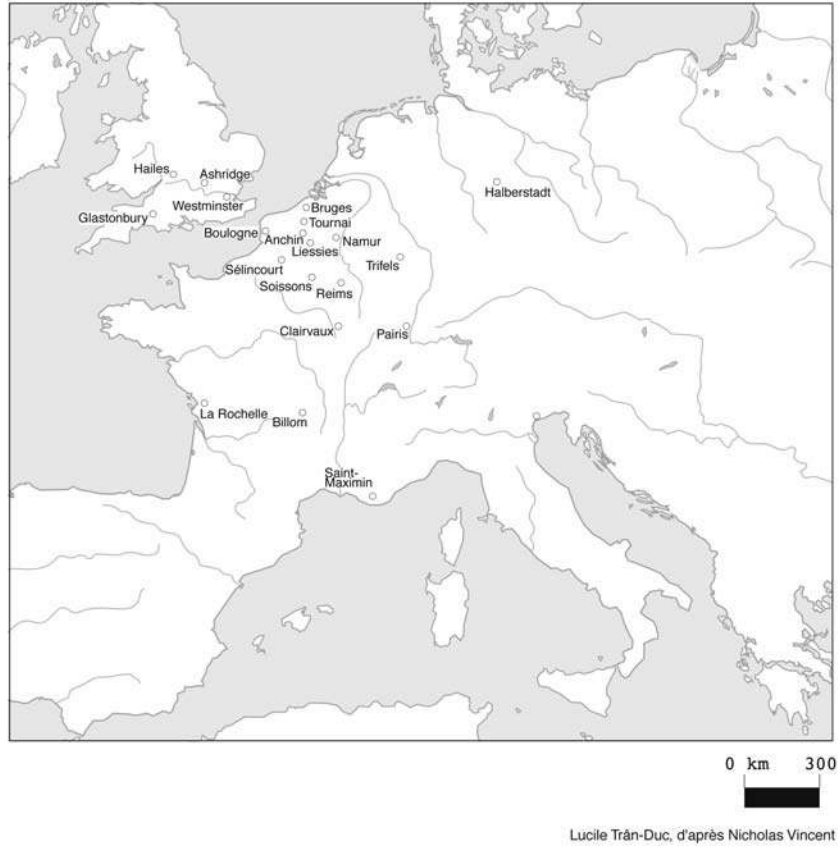 Hailes
Ashridge
Westminster
Glastonbury
Halberstadt
Bruges
Tournai
Boulogne
Anchin
Namur
Liessies
Sélincourt
Trifels
Soissons
Reims
Clairvaux
Pairis
La Rochelle
Billom
Saint-
Maximin
0 km 300
Lucile Trân-Duc, d'après Nicholas Vincent